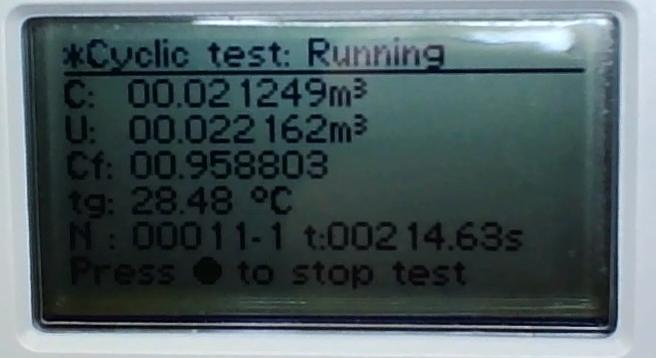 *Cyclic test: Running
C: 00.021249m³
U: 00.022162m³
Cf: 00.958803
tg: 28.48 °C
N : 00011-1 t:00214.63s
Press ● to stop test